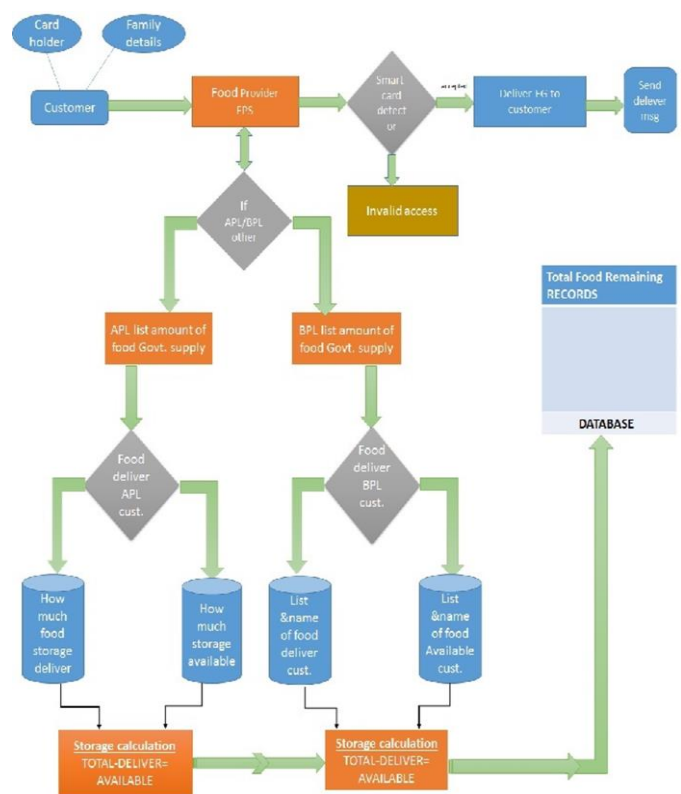 Card
holder
Family
details
Customer
Food Provider
FPS
Smart
card
detect
or
accepted
Deliver FG to
customer
Send
delever
msg
Invalid access
If
APL/BPL
other
APL list amount of
food Govt. supply
BPL list amount of
food Govt. supply
Total Food Remaining
RECORDS
DATABASE
Food
deliver
APL
cust.
Food
deliver
BPL
cust.
How
much
food
storage
deliver
How
much
storage
available
List
&name
of food
deliver
cust.
List
&name
of food
Available
cust.
Storage calculation
TOTAL-DELIVER=
AVAILABLE
Storage calculation
TOTAL-DELIVER=
AVAILABLE